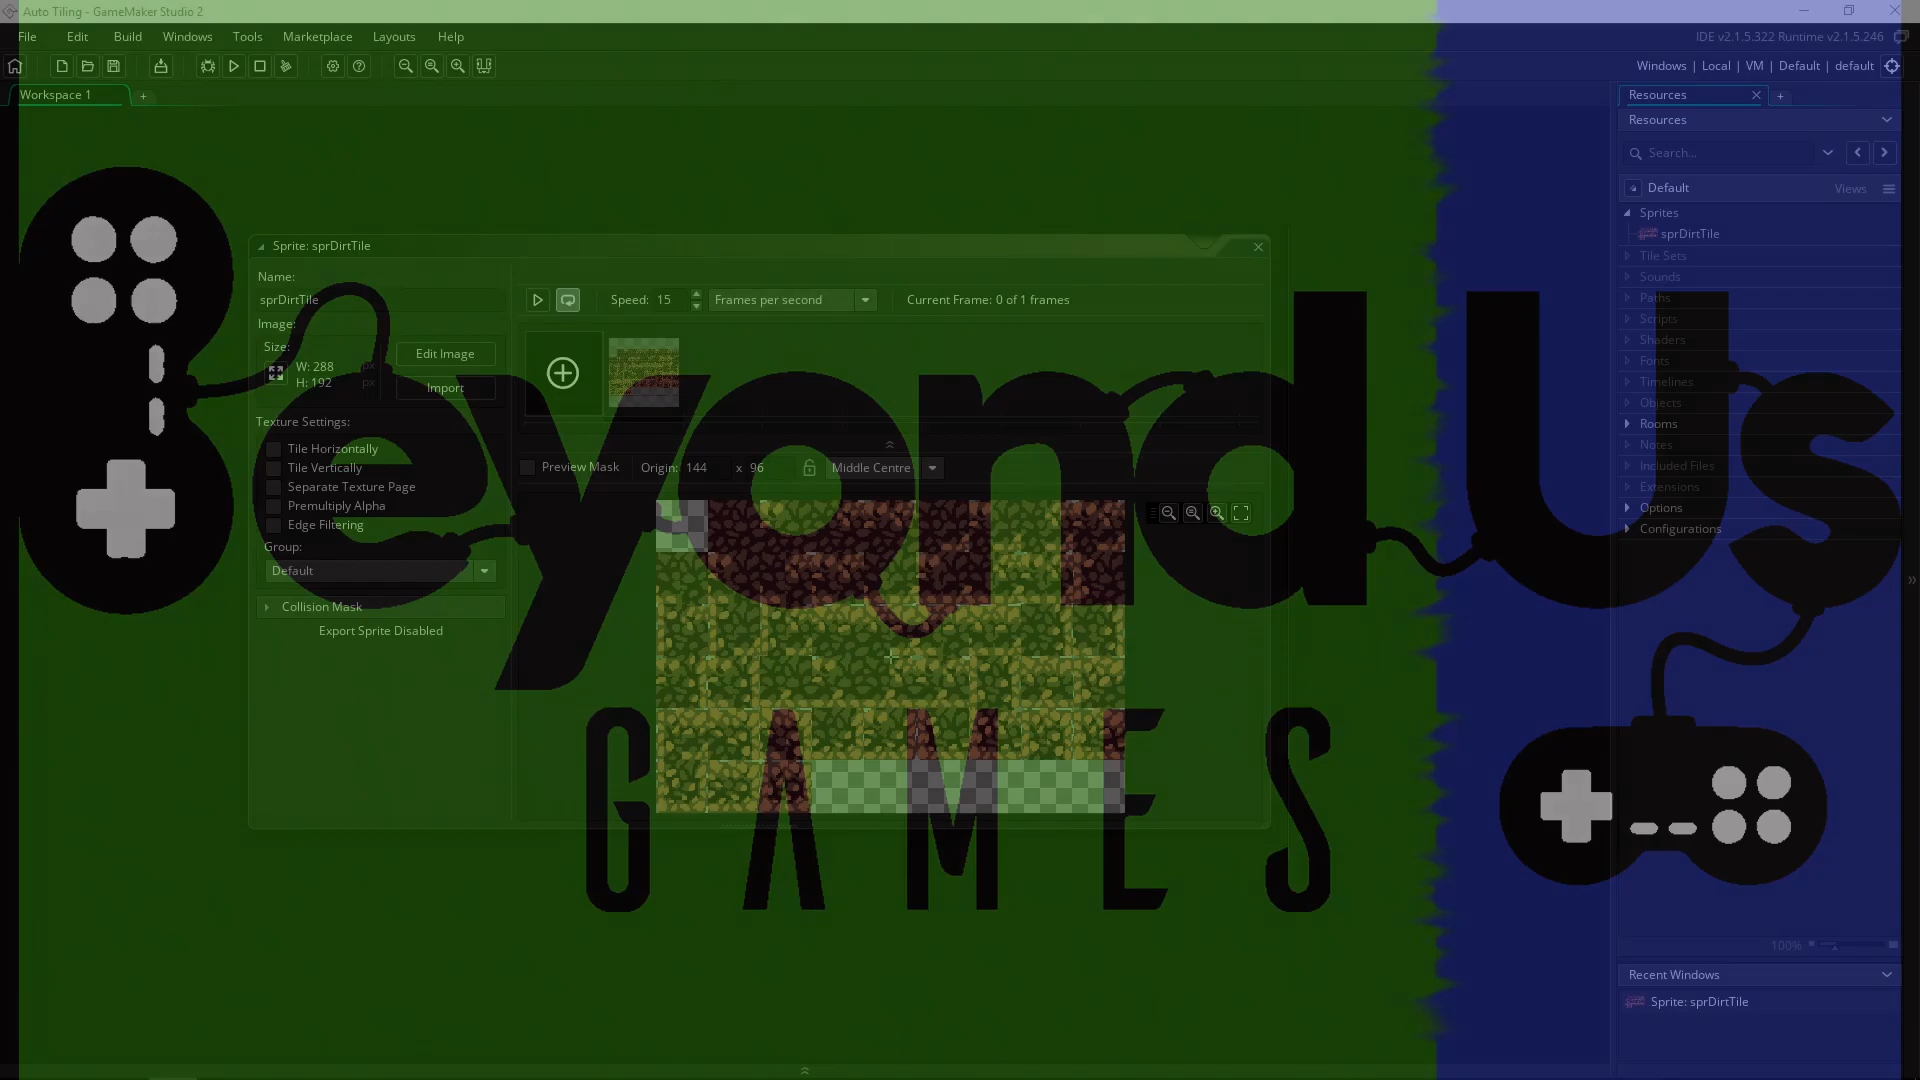 Auto Tiling - GameMaker Studio 2
File Edit Build Windows Tools Marketplace Layouts Help
IDE v2.1.5.322 Runtime v2.1.5.246
Windows | Local | VM | Default | default
Workspace 1
Resources
Resources
Search...
Default
Views
Sprites
sprDirtTile
Tile Sets
Sounds
Paths
Scripts
Shaders
Fonts
Timelines
Objects
Rooms
Notes
Included Files
Extensions
Options
Configurations
100%
Recent Windows
Sprite: sprDirtTile
Sprite: sprDirtTile
Name:
sprDirtTile
Image:
Size:
W: 288 px
H: 192 px
Edit Image
Import
Texture Settings:
Tile Horizontally
Tile Vertically
Separate Texture Page
Premultiply Alpha
Edge Filtering
Group:
Default
Collision Mask
Export Sprite Disabled
Speed: 15 Frames per second
Current Frame: 0 of 1 frames
Preview Mask Origin: 144 x 96 Middle Centre
BeyondUs
GAMES